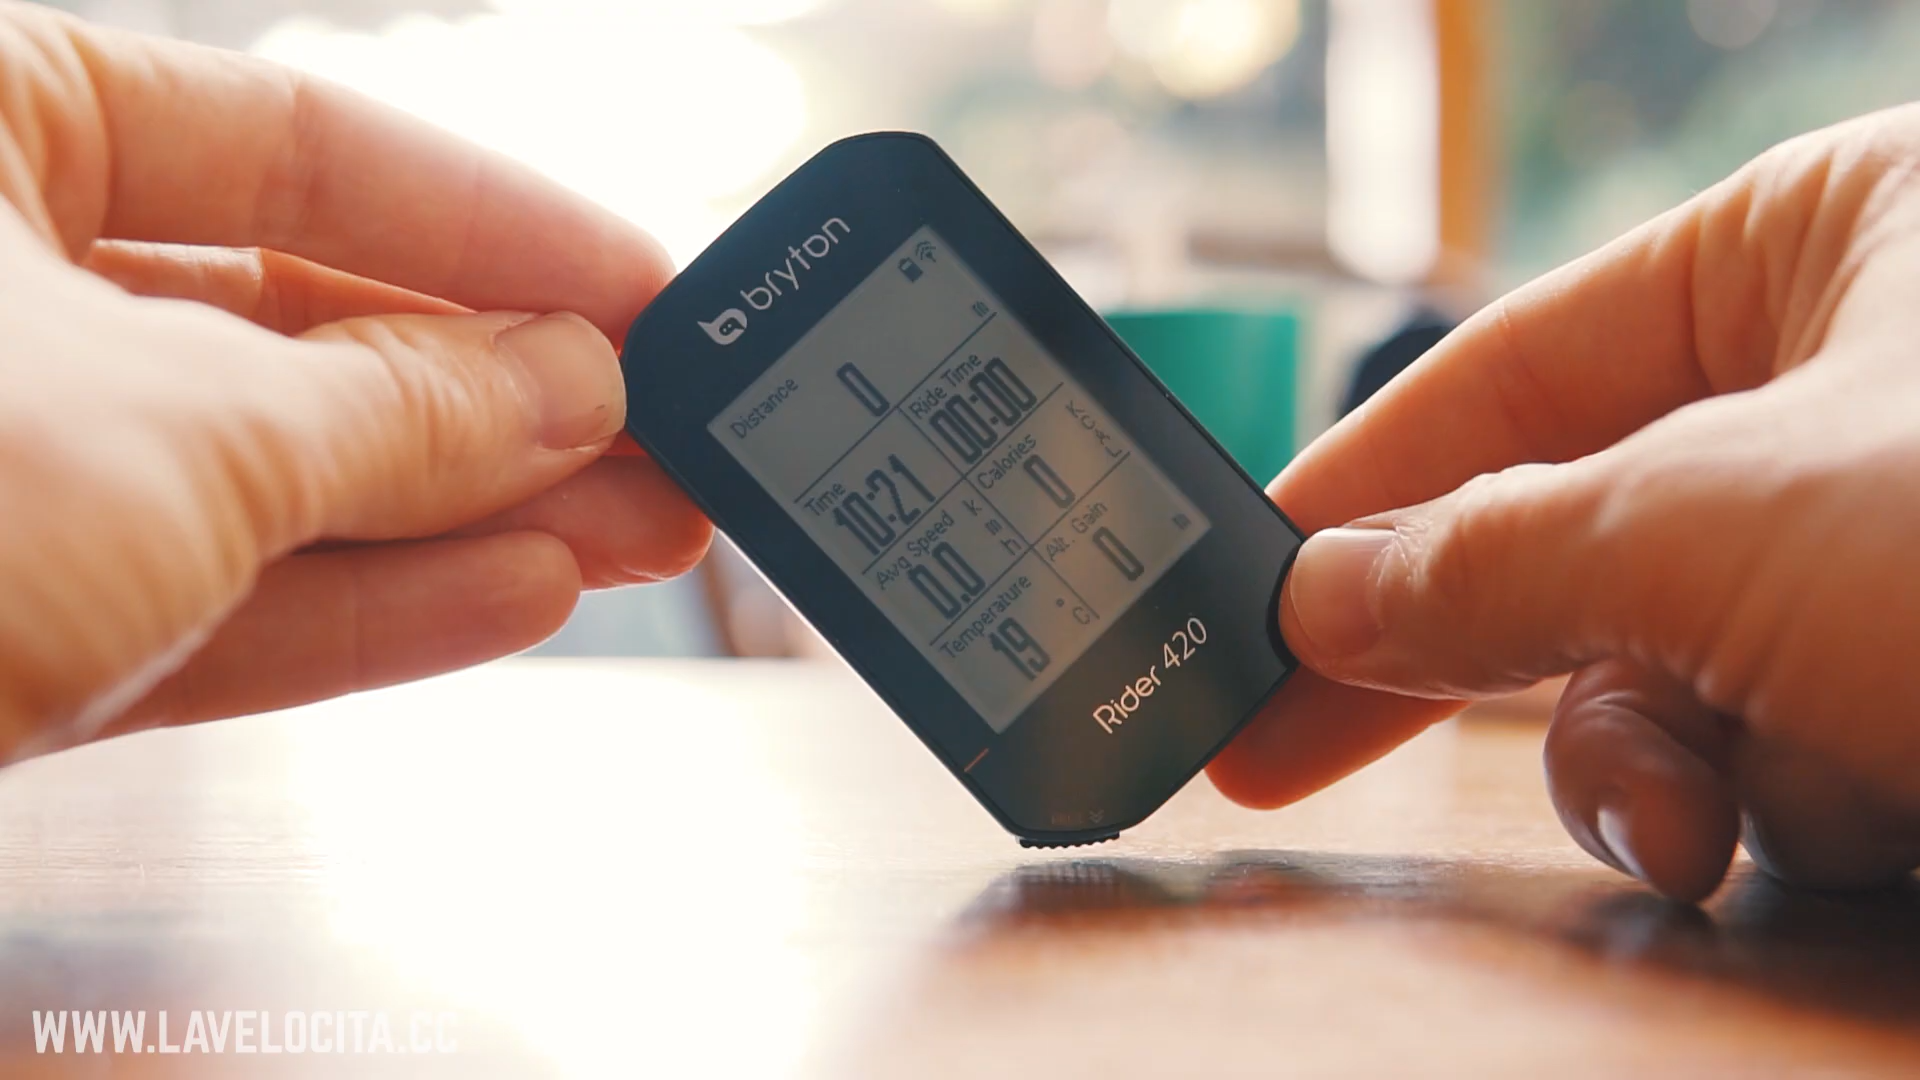 bryton
m
Distance
0
Ride Time
00:00
Time
10:21
Calories
0
KCAL
Avg Speed
0.0
km
h
Alt. Gain
0
m
Temperature
19
°C
Rider 420
WWW.LAVELOCITA.CC